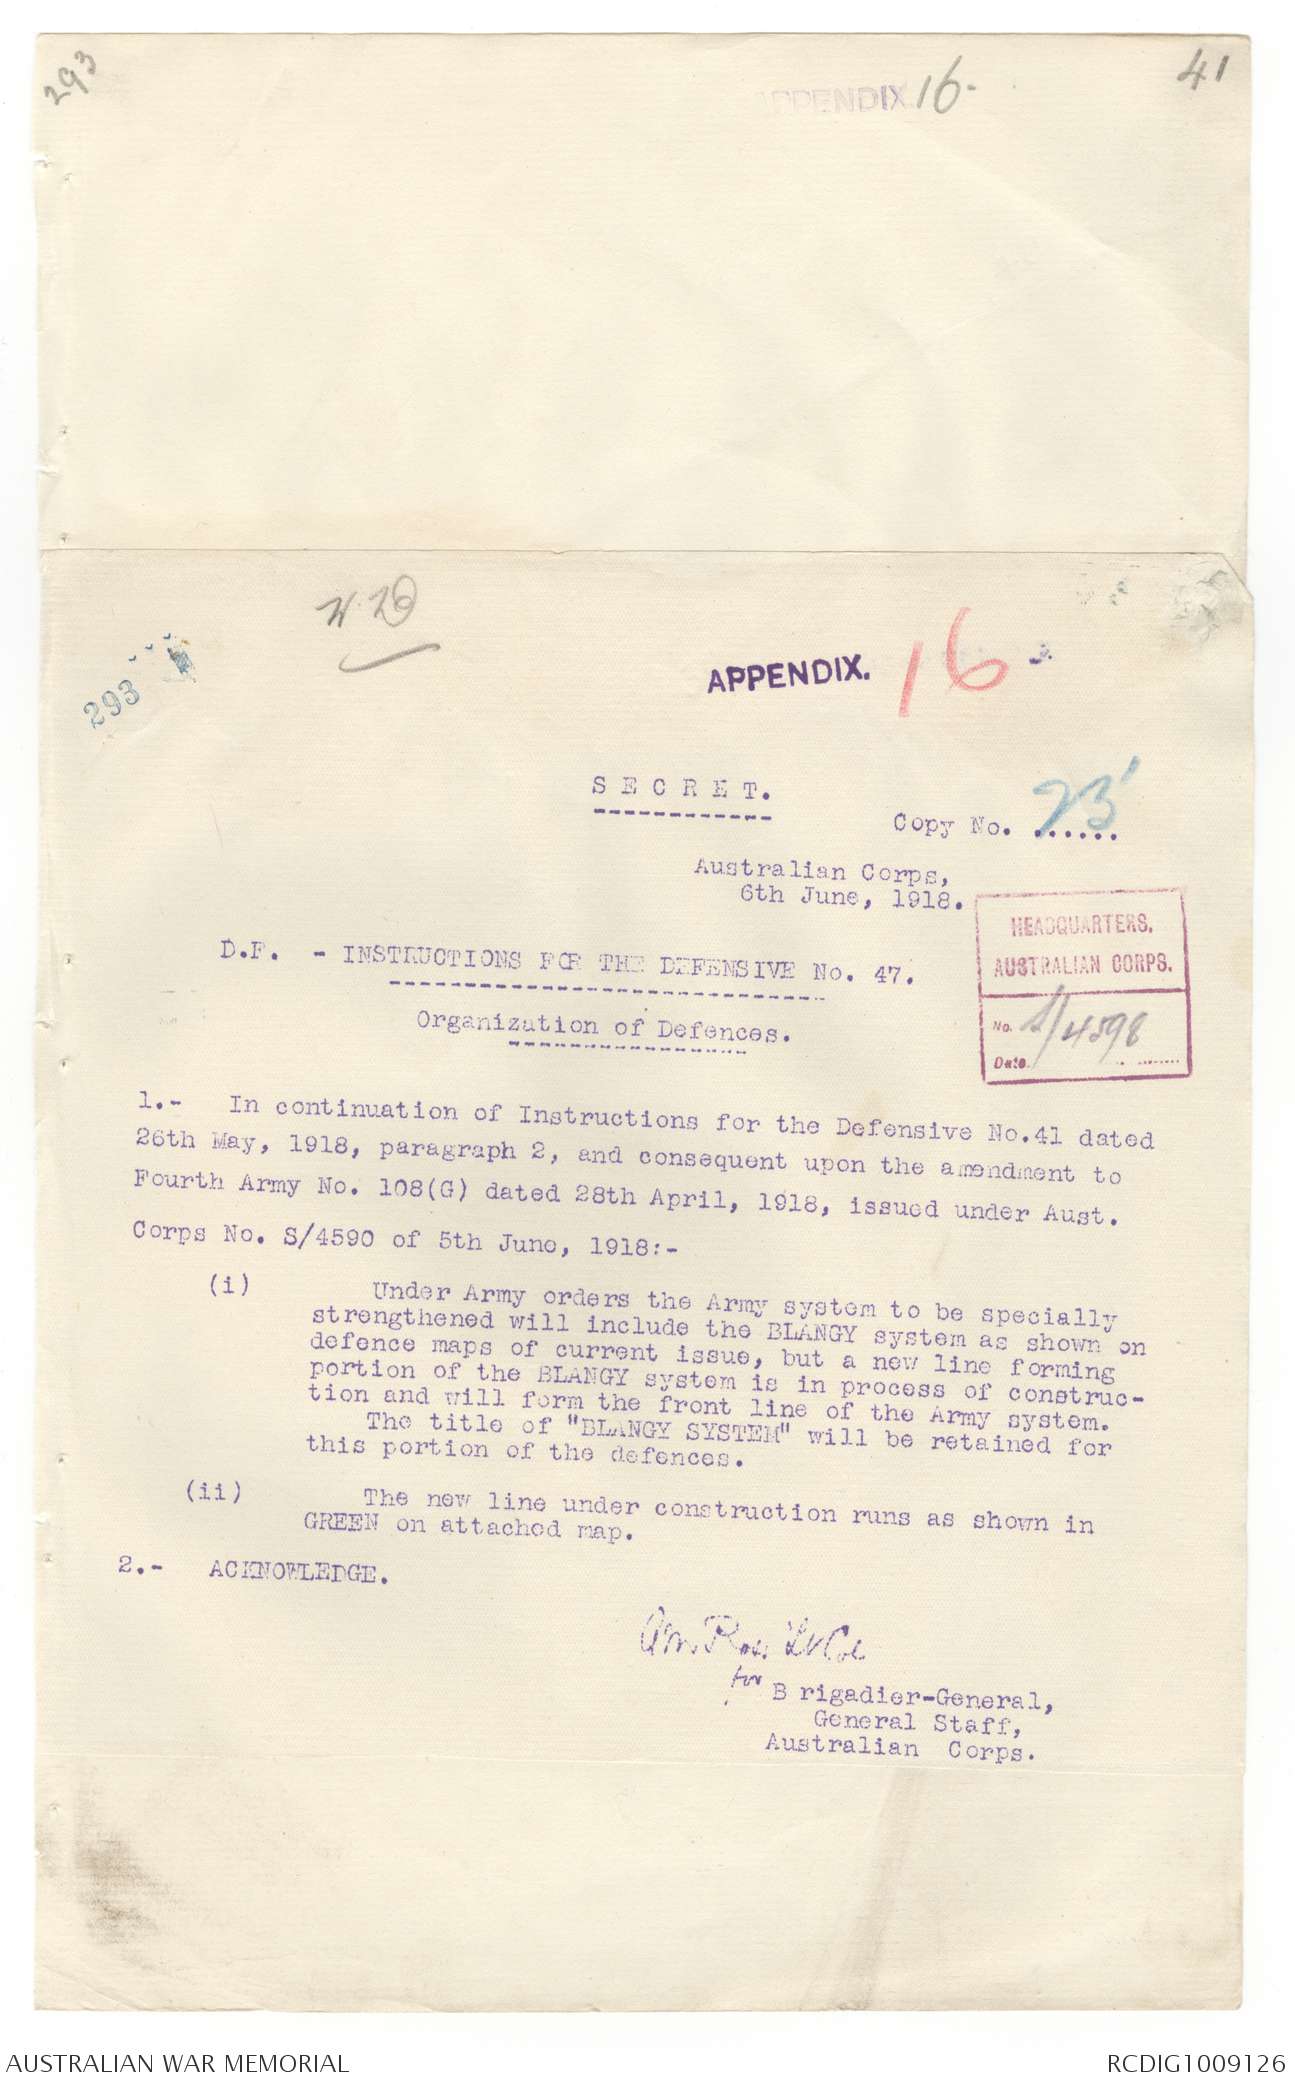 293
APPENDIX 16.
41
W.D
293
APPENDIX. 16
SECRET.
Copy No. ...... 23
Australian Corps,
6th June, 1918.
HEADQUARTERS.
AUSTRALIAN CORPS.
No. S/4598
Date.
D.F. - INSTRUCTIONS FOR THE DEFENSIVE No. 47.
Organization of Defences.
1.- In continuation of Instructions for the Defensive No.41 dated
26th May, 1918, paragraph 2, and consequent upon the amendment to
Fourth Army No. 108(G) dated 28th April, 1918, issued under Aust.
Corps No. S/4590 of 5th June, 1918:-
(i) Under Army orders the Army system to be specially
strengthened will include the BLANGY system as shown on
defence maps of current issue, but a new line forming
portion of the BLANGY system is in process of construc-
tion and will form the front line of the Army system.
The title of "BLANGY SYSTEM" will be retained for
this portion of the defences.
(ii) The new line under construction runs as shown in
GREEN on attached map.
2.- ACKNOWLEDGE.
for
Brigadier-General,
General Staff,
Australian Corps.
AUSTRALIAN WAR MEMORIAL
RCDIG1009126